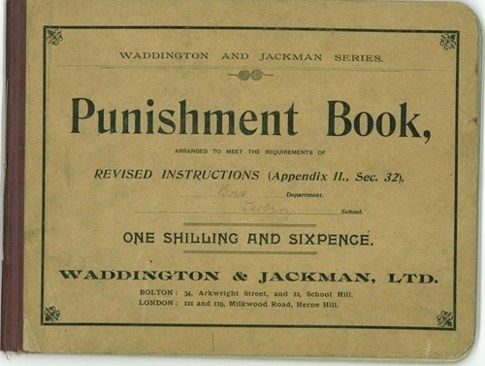 WADDINGTON AND JACKMAN SERIES.
Punishment Book,
ARRANGED TO MEET THE REQUIREMENTS OF
REVISED INSTRUCTIONS (Appendix II., Sec. 32).
Boys Department.
School.
ONE SHILLING AND SIXPENCE.
WADDINGTON & JACKMAN, LTD.
BOLTON: 54, Arkwright Street, and 12, School Hill.
LONDON: 121 and 119, Milkwood Road, Herne Hill.